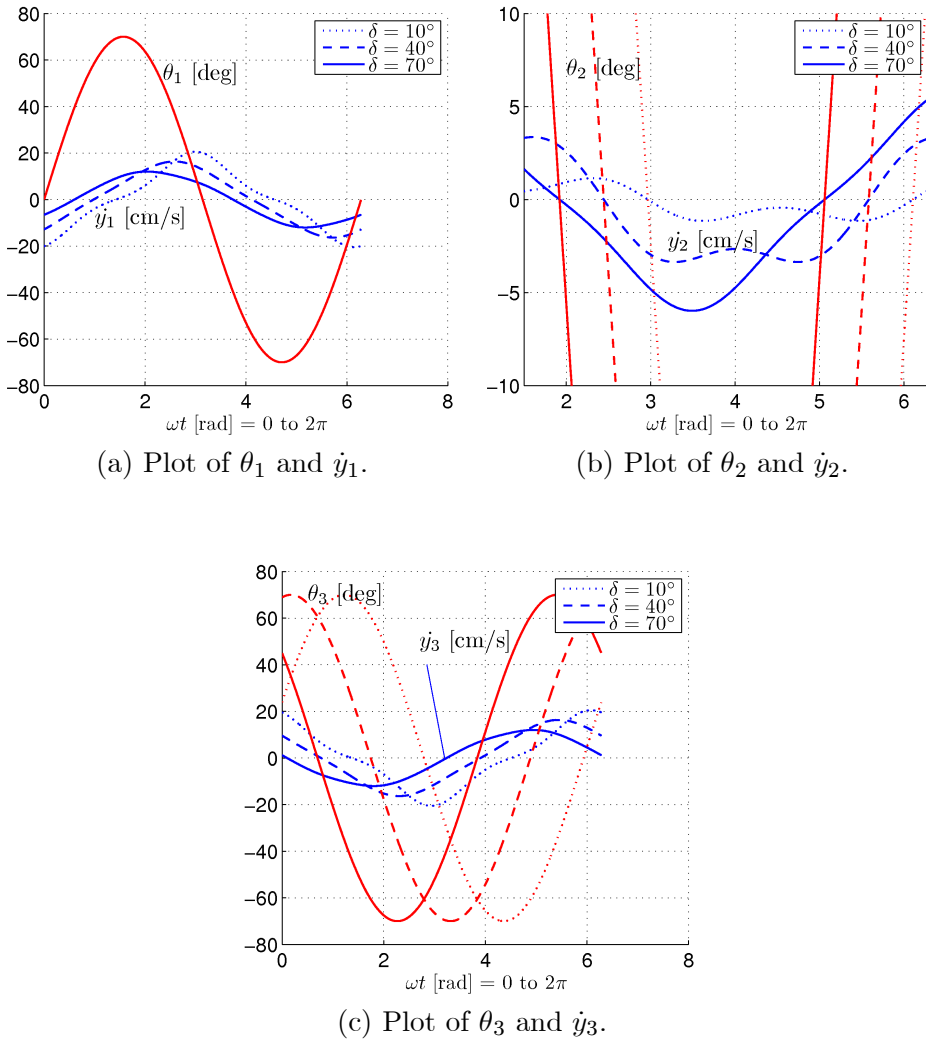 80
60
40
20
0
−20
−40
−60
−80
0 2 4 6 8
θ₁ [deg]
ẏ₁ [cm/s]
δ = 10°
δ = 40°
δ = 70°
ωt [rad] = 0 to 2π
(a) Plot of θ₁ and ẏ₁.
10
5
0
−5
−10
2 3 4 5 6
θ₂ [deg]
ẏ₂ [cm/s]
δ = 10°
δ = 40°
δ = 70°
ωt [rad] = 0 to 2π
(b) Plot of θ₂ and ẏ₂.
80
60
40
20
0
−20
−40
−60
−80
0 2 4 6 8
θ₃ [deg]
ẏ₃ [cm/s]
δ = 10°
δ = 40°
δ = 70°
ωt [rad] = 0 to 2π
(c) Plot of θ₃ and ẏ₃.